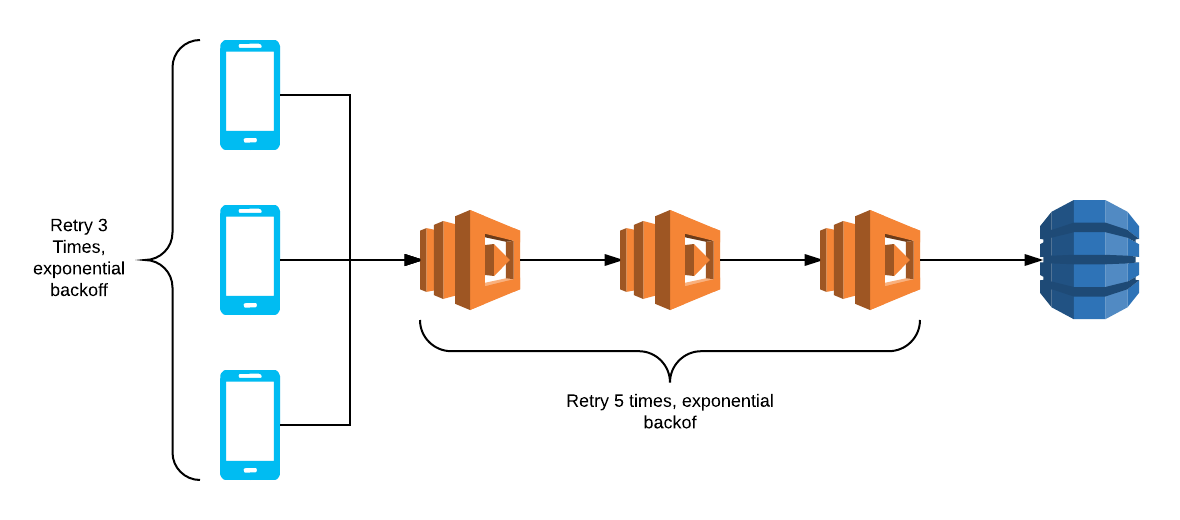 Retry 3
Times,
exponential
backoff
Retry 5 times, exponential
backof